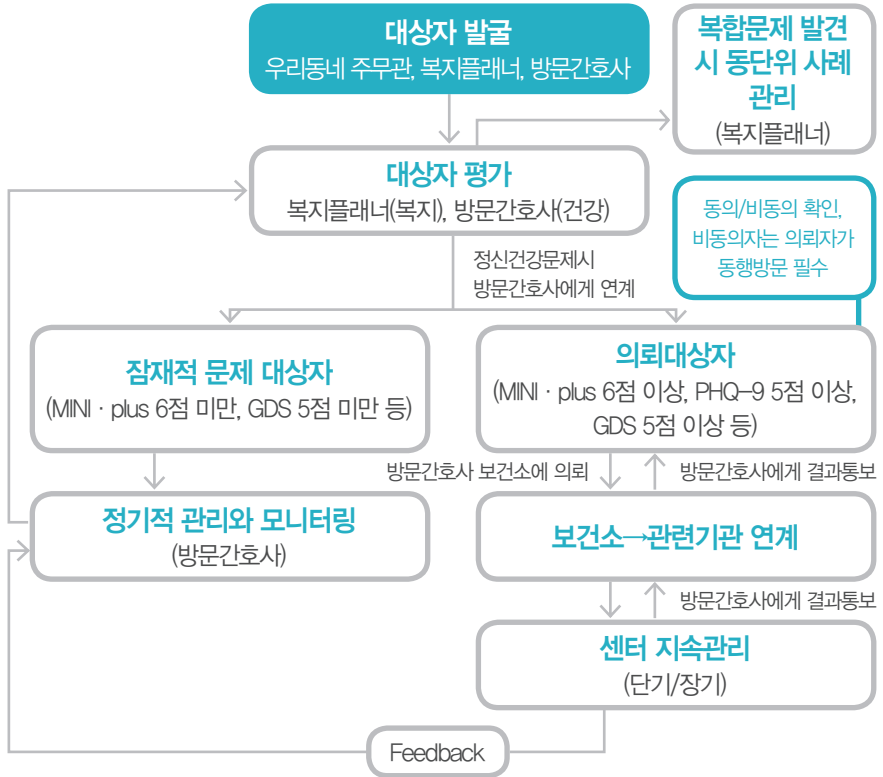 대상자 발굴
우리동네 주무관, 복지플래너, 방문간호사
복합문제 발견
시 동단위 사례
관리
(복지플래너)
대상자 평가
복지플래너(복지), 방문간호사(건강)
동의/비동의 확인,
비동의자는 의뢰자가
동행방문 필수
정신건강문제시
방문간호사에게 연계
잠재적 문제 대상자
(MINI · plus 6점 미만, GDS 5점 미만 등)
의뢰대상자
(MINI · plus 6점 이상, PHQ-9 5점 이상,
GDS 5점 이상 등)
방문간호사 보건소에 의뢰
방문간호사에게 결과통보
정기적 관리와 모니터링
(방문간호사)
보건소→관련기관 연계
방문간호사에게 결과통보
센터 지속관리
(단기/장기)
Feedback